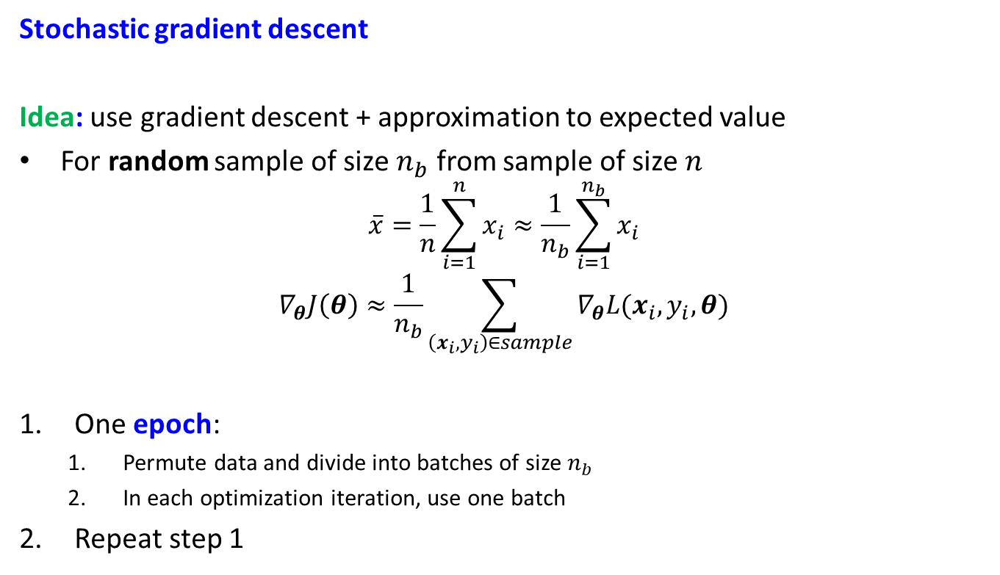 Stochastic gradient descent
Idea: use gradient descent + approximation to expected value
• For random sample of size $n_b$ from sample of size $n$
$\bar{x} = \frac{1}{n} \sum_{i=1}^{n} x_i \approx \frac{1}{n_b} \sum_{i=1}^{n_b} x_i$
$\nabla_{\boldsymbol{\theta}} J(\boldsymbol{\theta}) \approx \frac{1}{n_b} \sum_{(\boldsymbol{x}_i, y_i) \in sample} \nabla_{\boldsymbol{\theta}} L(\boldsymbol{x}_i, y_i, \boldsymbol{\theta})$
1. One epoch:
1. Permute data and divide into batches of size $n_b$
2. In each optimization iteration, use one batch
2. Repeat step 1